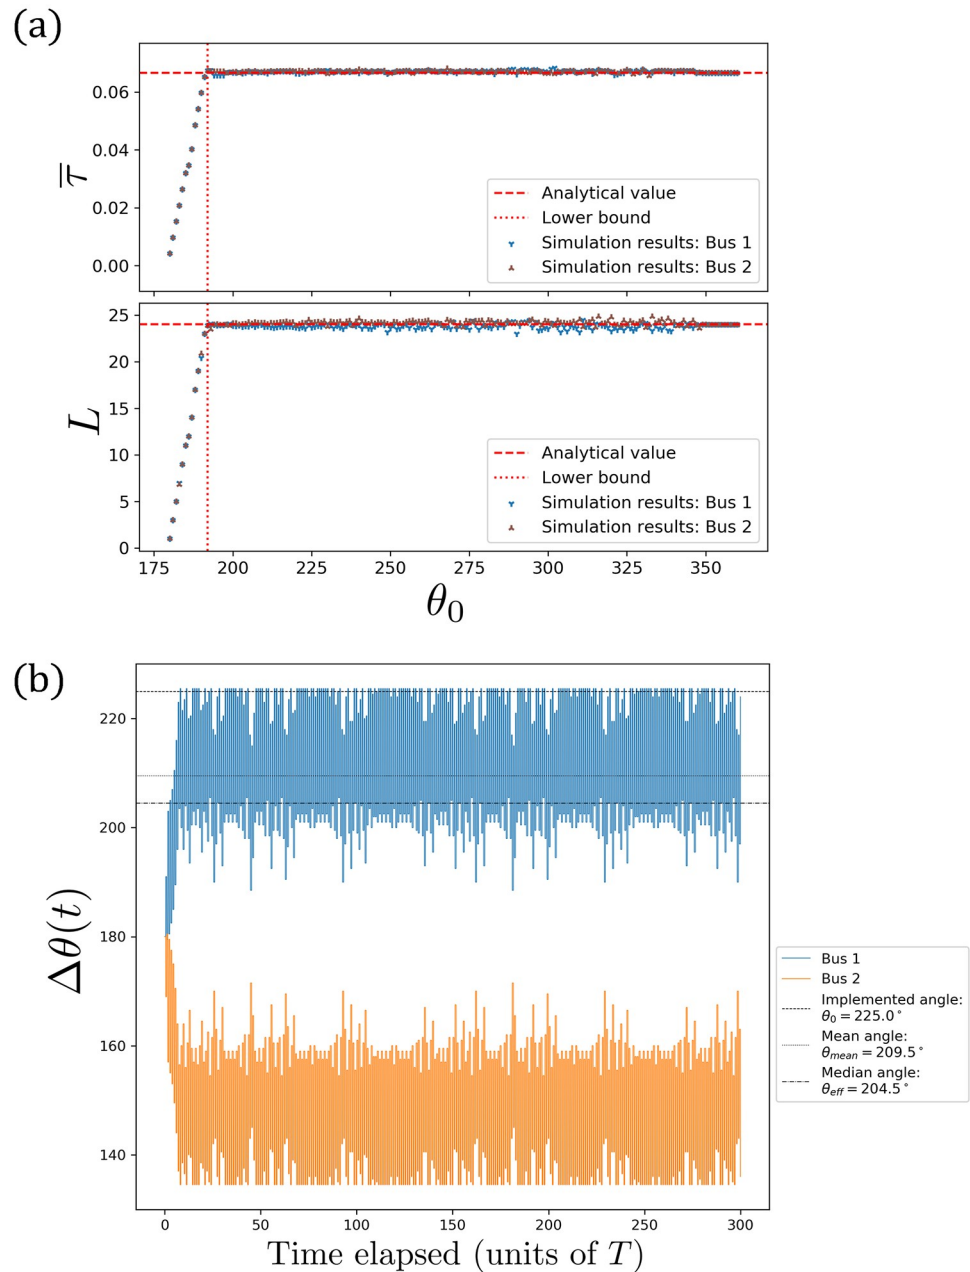 (a)
τ̅
0.06
0.04
0.02
0.00
Analytical value
Lower bound
Simulation results: Bus 1
Simulation results: Bus 2
L
25
20
15
10
5
0
Analytical value
Lower bound
Simulation results: Bus 1
Simulation results: Bus 2
175 200 225 250 275 300 325 350
θ₀
(b)
Δθ(t)
220
200
180
160
140
Bus 1
Bus 2
Implemented angle:
θ₀ = 225.0°
Mean angle:
θ_mean = 209.5°
Median angle:
θ_eff = 204.5°
0 50 100 150 200 250 300
Time elapsed (units of T)